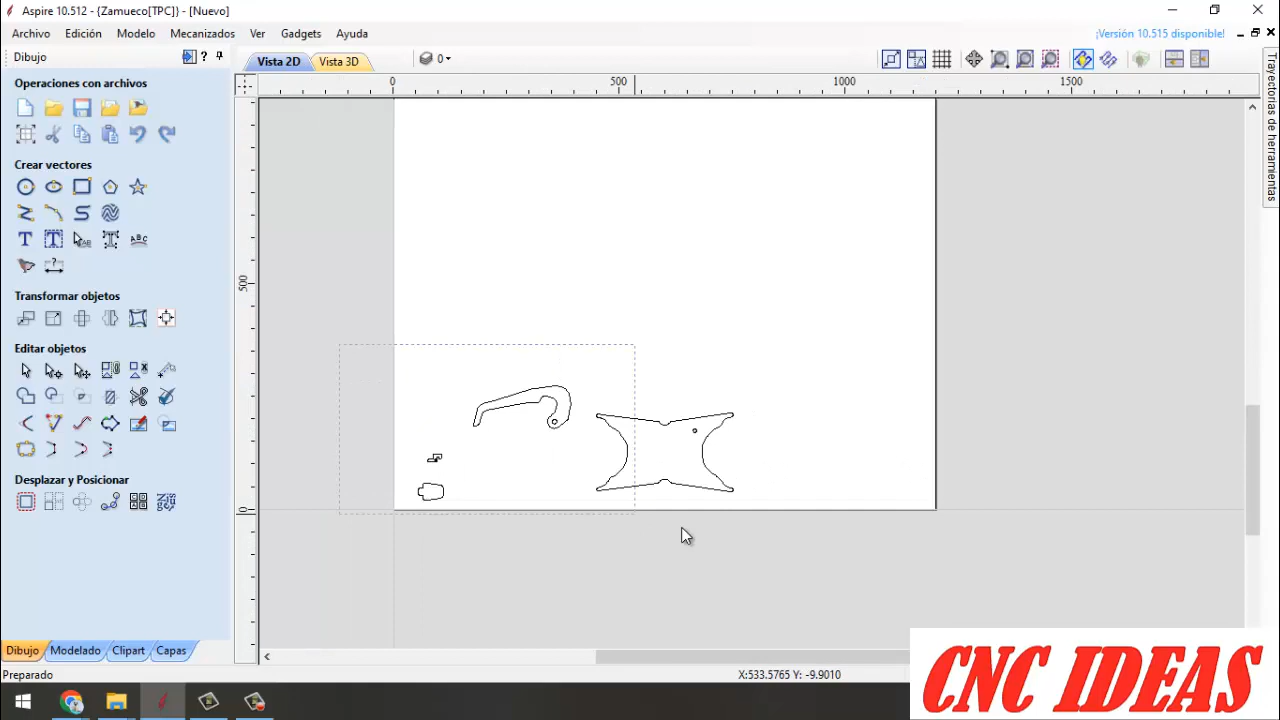 Aspire 10.512 - {Zamueco[TPC]} - [Nuevo]
Archivo Edición Modelo Mecanizados Ver Gadgets Ayuda
¡Versión 10.515 disponible!
Dibujo
Vista 2D
Vista 3D
0
Operaciones con archivos
Crear vectores
Transformar objetos
Editar objetos
Desplazar y Posicionar
0 500 1000 1500
500
0
Trayectorias de herramientas
Dibujo Modelado Clipart Capas
Preparado
X:533.5765 Y: -9.9010
CNC IDEAS